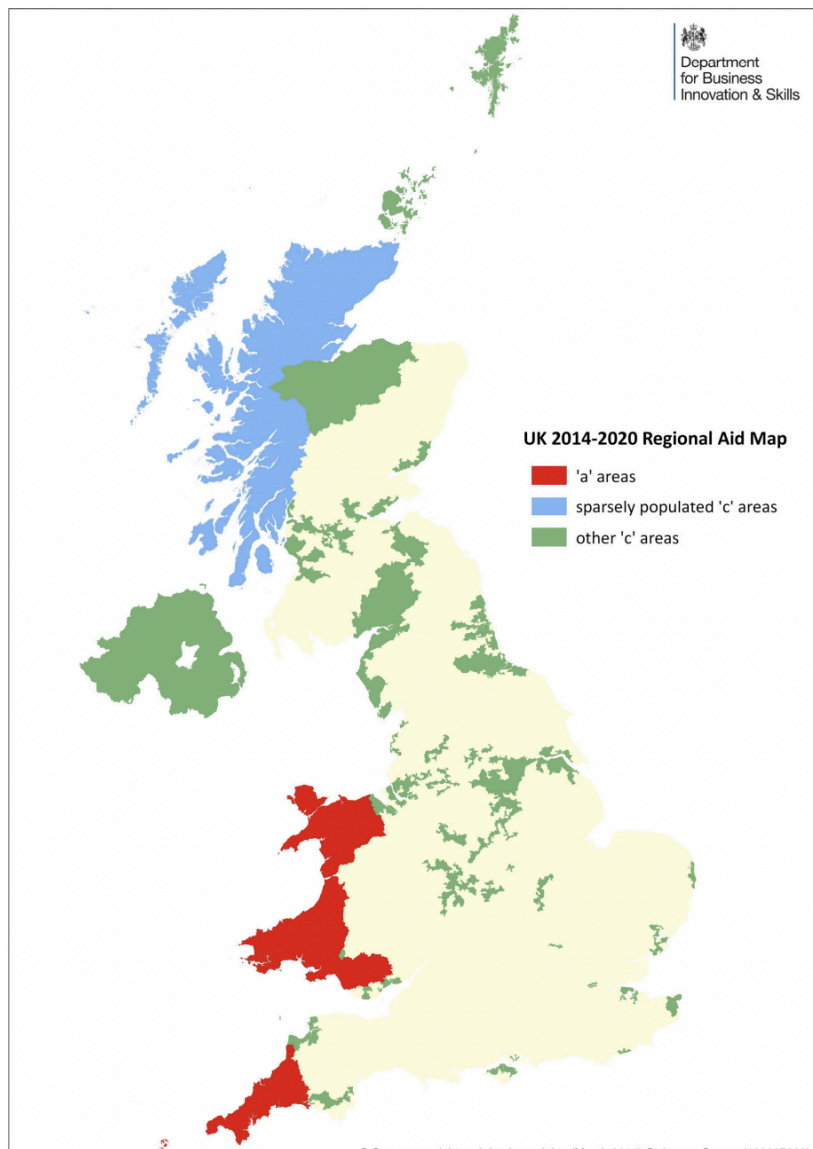 Department
for Business
Innovation & Skills
UK 2014-2020 Regional Aid Map
'a' areas
sparsely populated 'c' areas
other 'c' areas